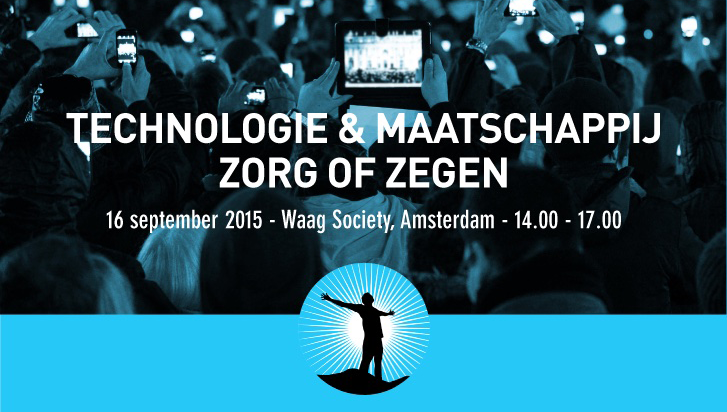 TECHNOLOGIE & MAATSCHAPPIJ
ZORG OF ZEGEN
16 september 2015 - Waag Society, Amsterdam - 14.00 - 17.00